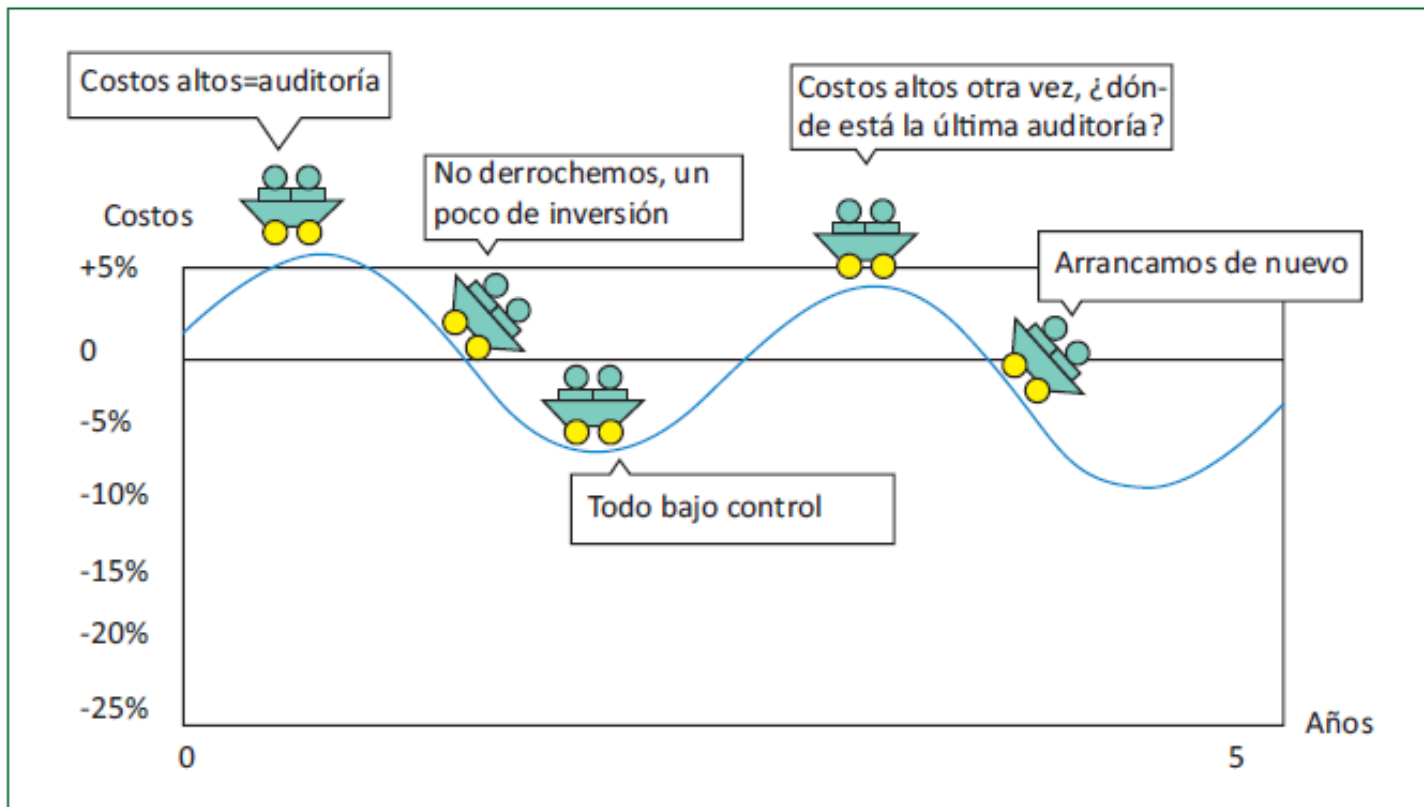 Costos altos=auditoría
Costos altos otra vez, ¿dón-
de está la última auditoría?
No derrochemos, un
poco de inversión
Costos
Arrancamos de nuevo
+5%
0
-5%
-10%
Todo bajo control
-15%
-20%
-25%
Años
0
5